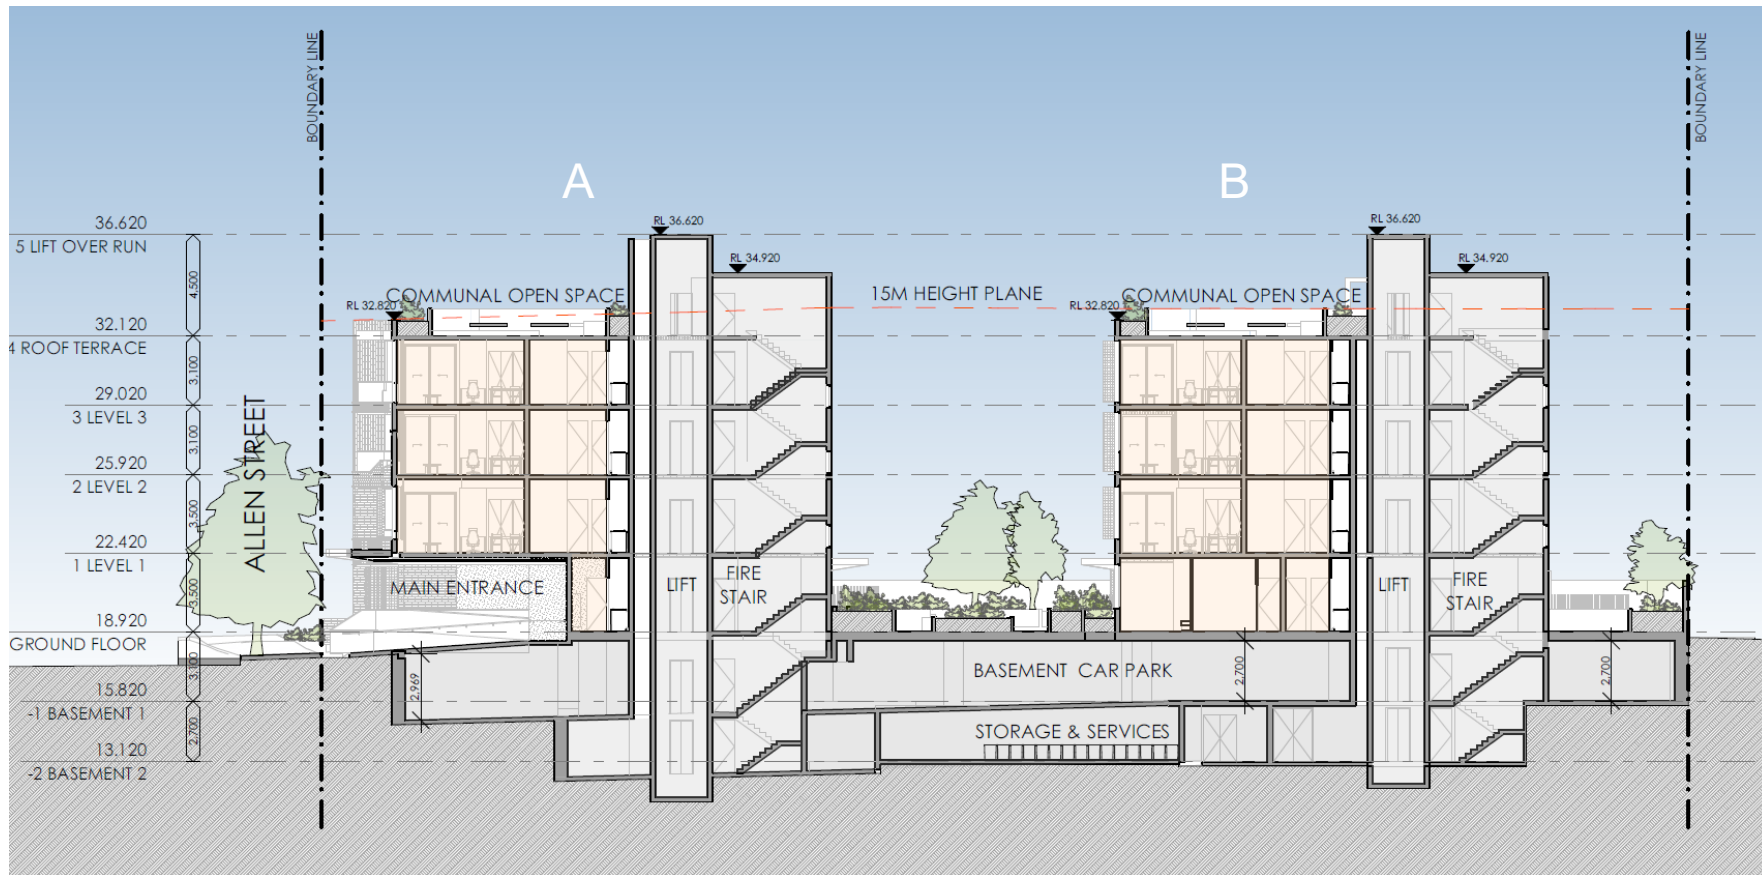 BOUNDARY LINE
BOUNDARY LINE
A
B
36.620
5 LIFT OVER RUN
RL 36.620
RL 36.620
RL 34.920
RL 34.920
4,500
COMMUNAL OPEN SPACE
15M HEIGHT PLANE
COMMUNAL OPEN SPACE
RL 32.820
RL 32.820
32.120
4 ROOF TERRACE
3,100
29.020
3 LEVEL 3
3,100
25.920
2 LEVEL 2
3,500
ALLEN STREET
22.420
1 LEVEL 1
3,500
MAIN ENTRANCE
LIFT
FIRE
STAIR
LIFT
FIRE
STAIR
18.920
GROUND FLOOR
3,100
2,969
BASEMENT CAR PARK
2,700
2,700
15.820
-1 BASEMENT 1
2,700
STORAGE & SERVICES
13.120
-2 BASEMENT 2